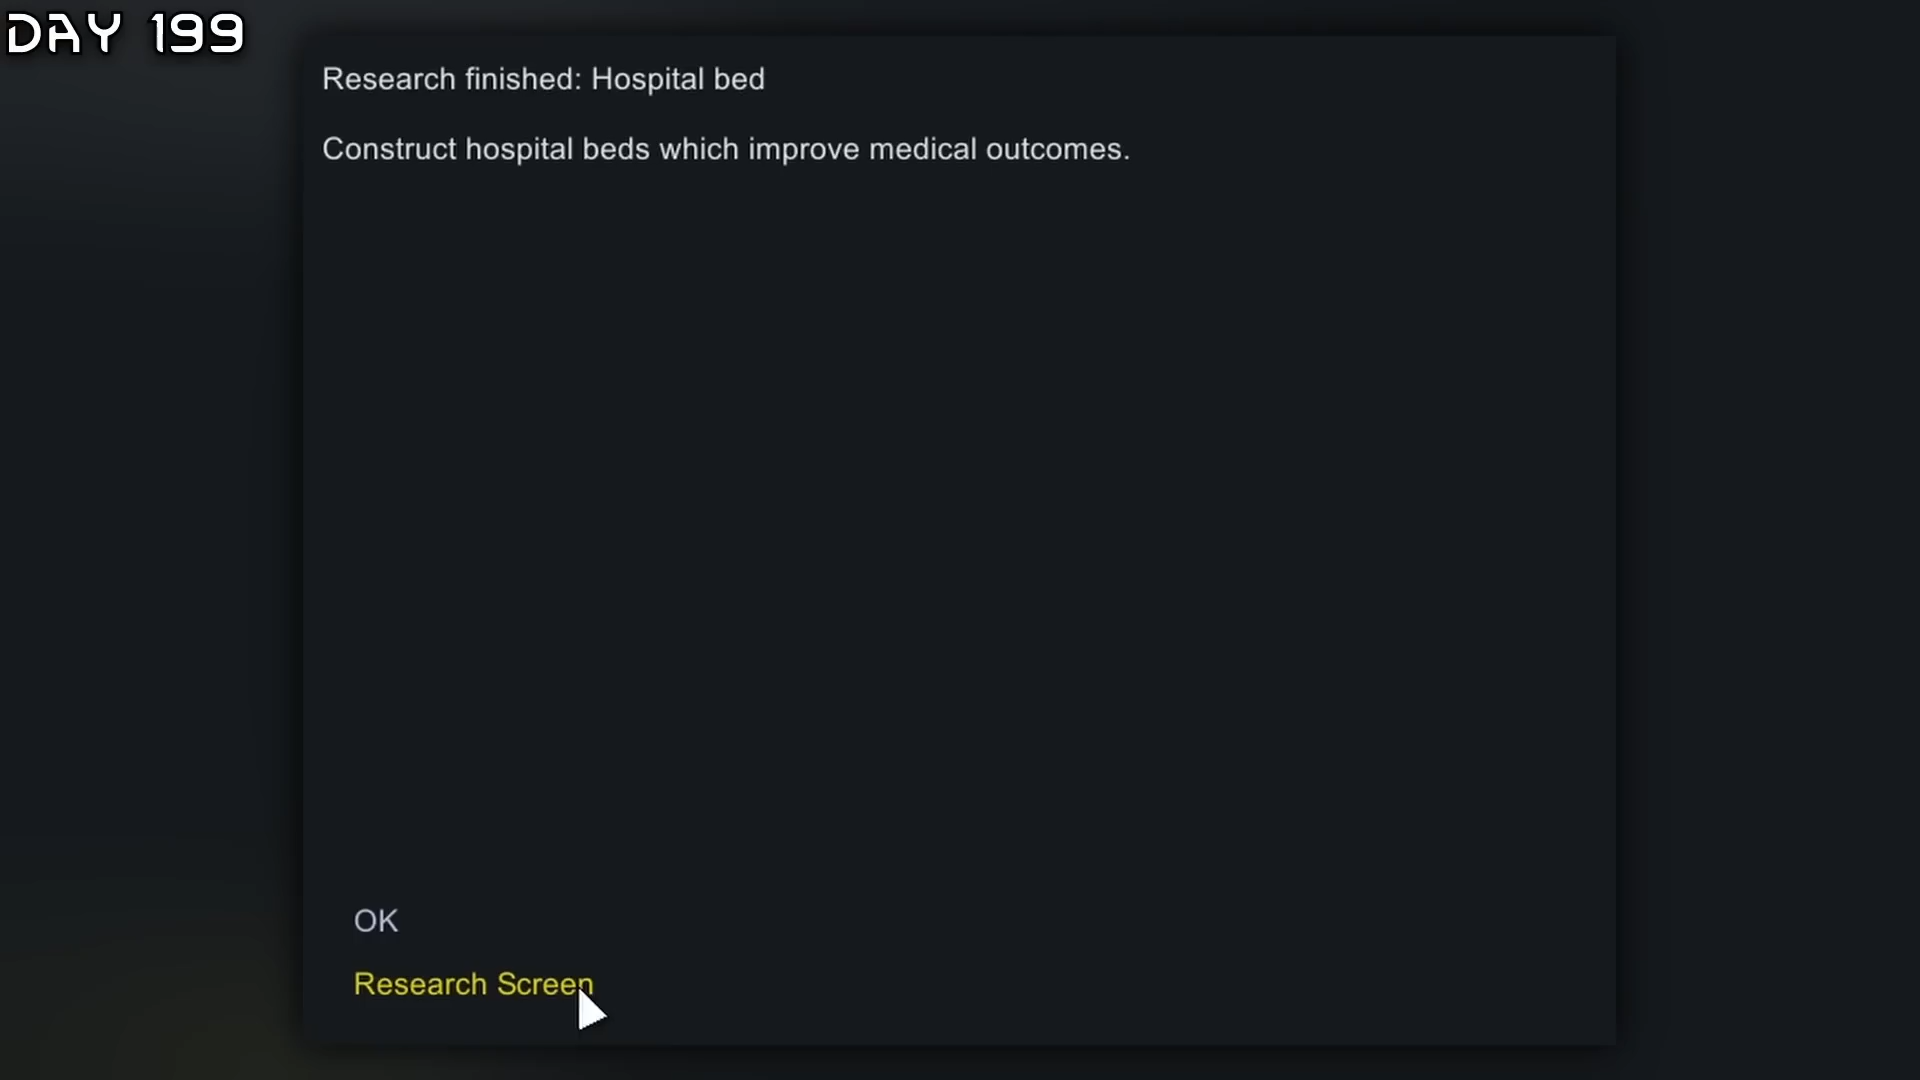 DAY 199
Research finished: Hospital bed
Construct hospital beds which improve medical outcomes.
OK
Research Screen